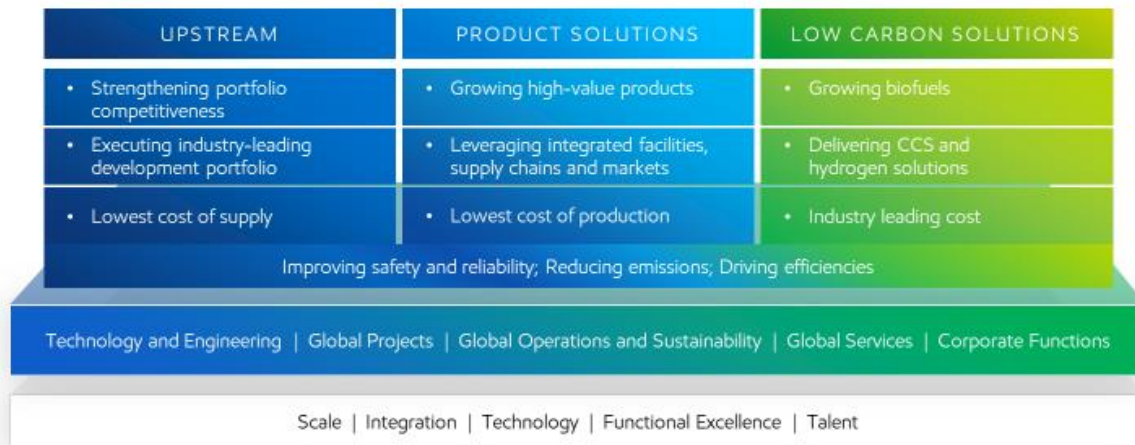 UPSTREAM
PRODUCT SOLUTIONS
LOW CARBON SOLUTIONS
• Strengthening portfolio
competitiveness
• Growing high-value products
• Growing biofuels
• Executing industry-leading
development portfolio
• Leveraging integrated facilities,
supply chains and markets
• Delivering CCS and
hydrogen solutions
• Lowest cost of supply
• Lowest cost of production
• Industry leading cost
Improving safety and reliability; Reducing emissions; Driving efficiencies
Technology and Engineering | Global Projects | Global Operations and Sustainability | Global Services | Corporate Functions
Scale | Integration | Technology | Functional Excellence | Talent